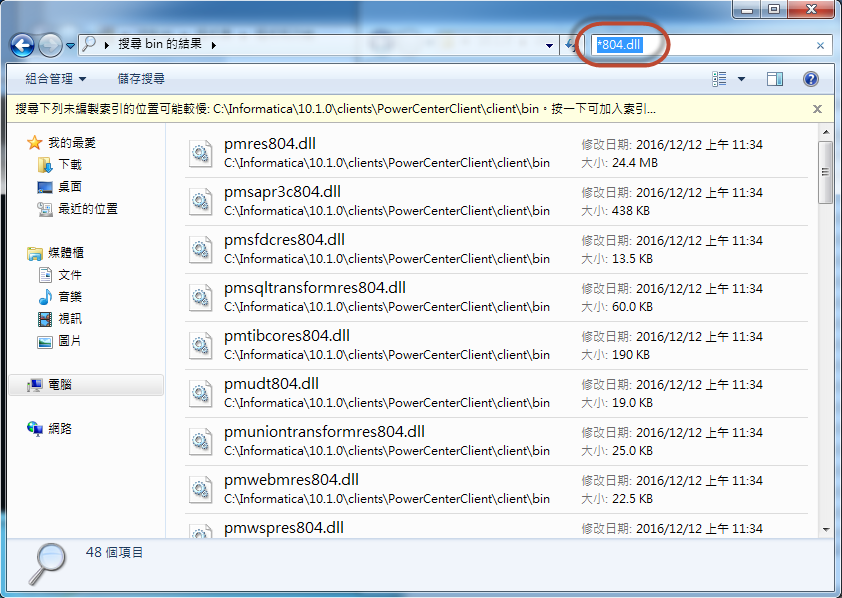 搜尋 bin 的結果
*804.dll
組合管理
儲存搜尋
搜尋下列未編製索引的位置可能較慢: C:\Informatica\10.1.0\clients\PowerCenterClient\client\bin。按一下可加入索引...
我的最愛
下載
桌面
最近的位置
媒體櫃
文件
音樂
視訊
圖片
電腦
網路
pmres804.dll
修改日期: 2016/12/12 上午 11:34
C:\Informatica\10.1.0\clients\PowerCenterClient\client\bin
大小: 24.4 MB
pmsapr3c804.dll
修改日期: 2016/12/12 上午 11:34
C:\Informatica\10.1.0\clients\PowerCenterClient\client\bin
大小: 438 KB
pmsfdcres804.dll
修改日期: 2016/12/12 上午 11:34
C:\Informatica\10.1.0\clients\PowerCenterClient\client\bin
大小: 13.5 KB
pmsqltransformres804.dll
修改日期: 2016/12/12 上午 11:34
C:\Informatica\10.1.0\clients\PowerCenterClient\client\bin
大小: 60.0 KB
pmtibcores804.dll
修改日期: 2016/12/12 上午 11:34
C:\Informatica\10.1.0\clients\PowerCenterClient\client\bin
大小: 190 KB
pmudt804.dll
修改日期: 2016/12/12 上午 11:34
C:\Informatica\10.1.0\clients\PowerCenterClient\client\bin
大小: 19.0 KB
pmuniontransformres804.dll
修改日期: 2016/12/12 上午 11:34
C:\Informatica\10.1.0\clients\PowerCenterClient\client\bin
大小: 25.0 KB
pmwebmres804.dll
修改日期: 2016/12/12 上午 11:34
C:\Informatica\10.1.0\clients\PowerCenterClient\client\bin
大小: 22.5 KB
pmwspres804.dll
修改日期: 2016/12/12 上午 11:34
48 個項目